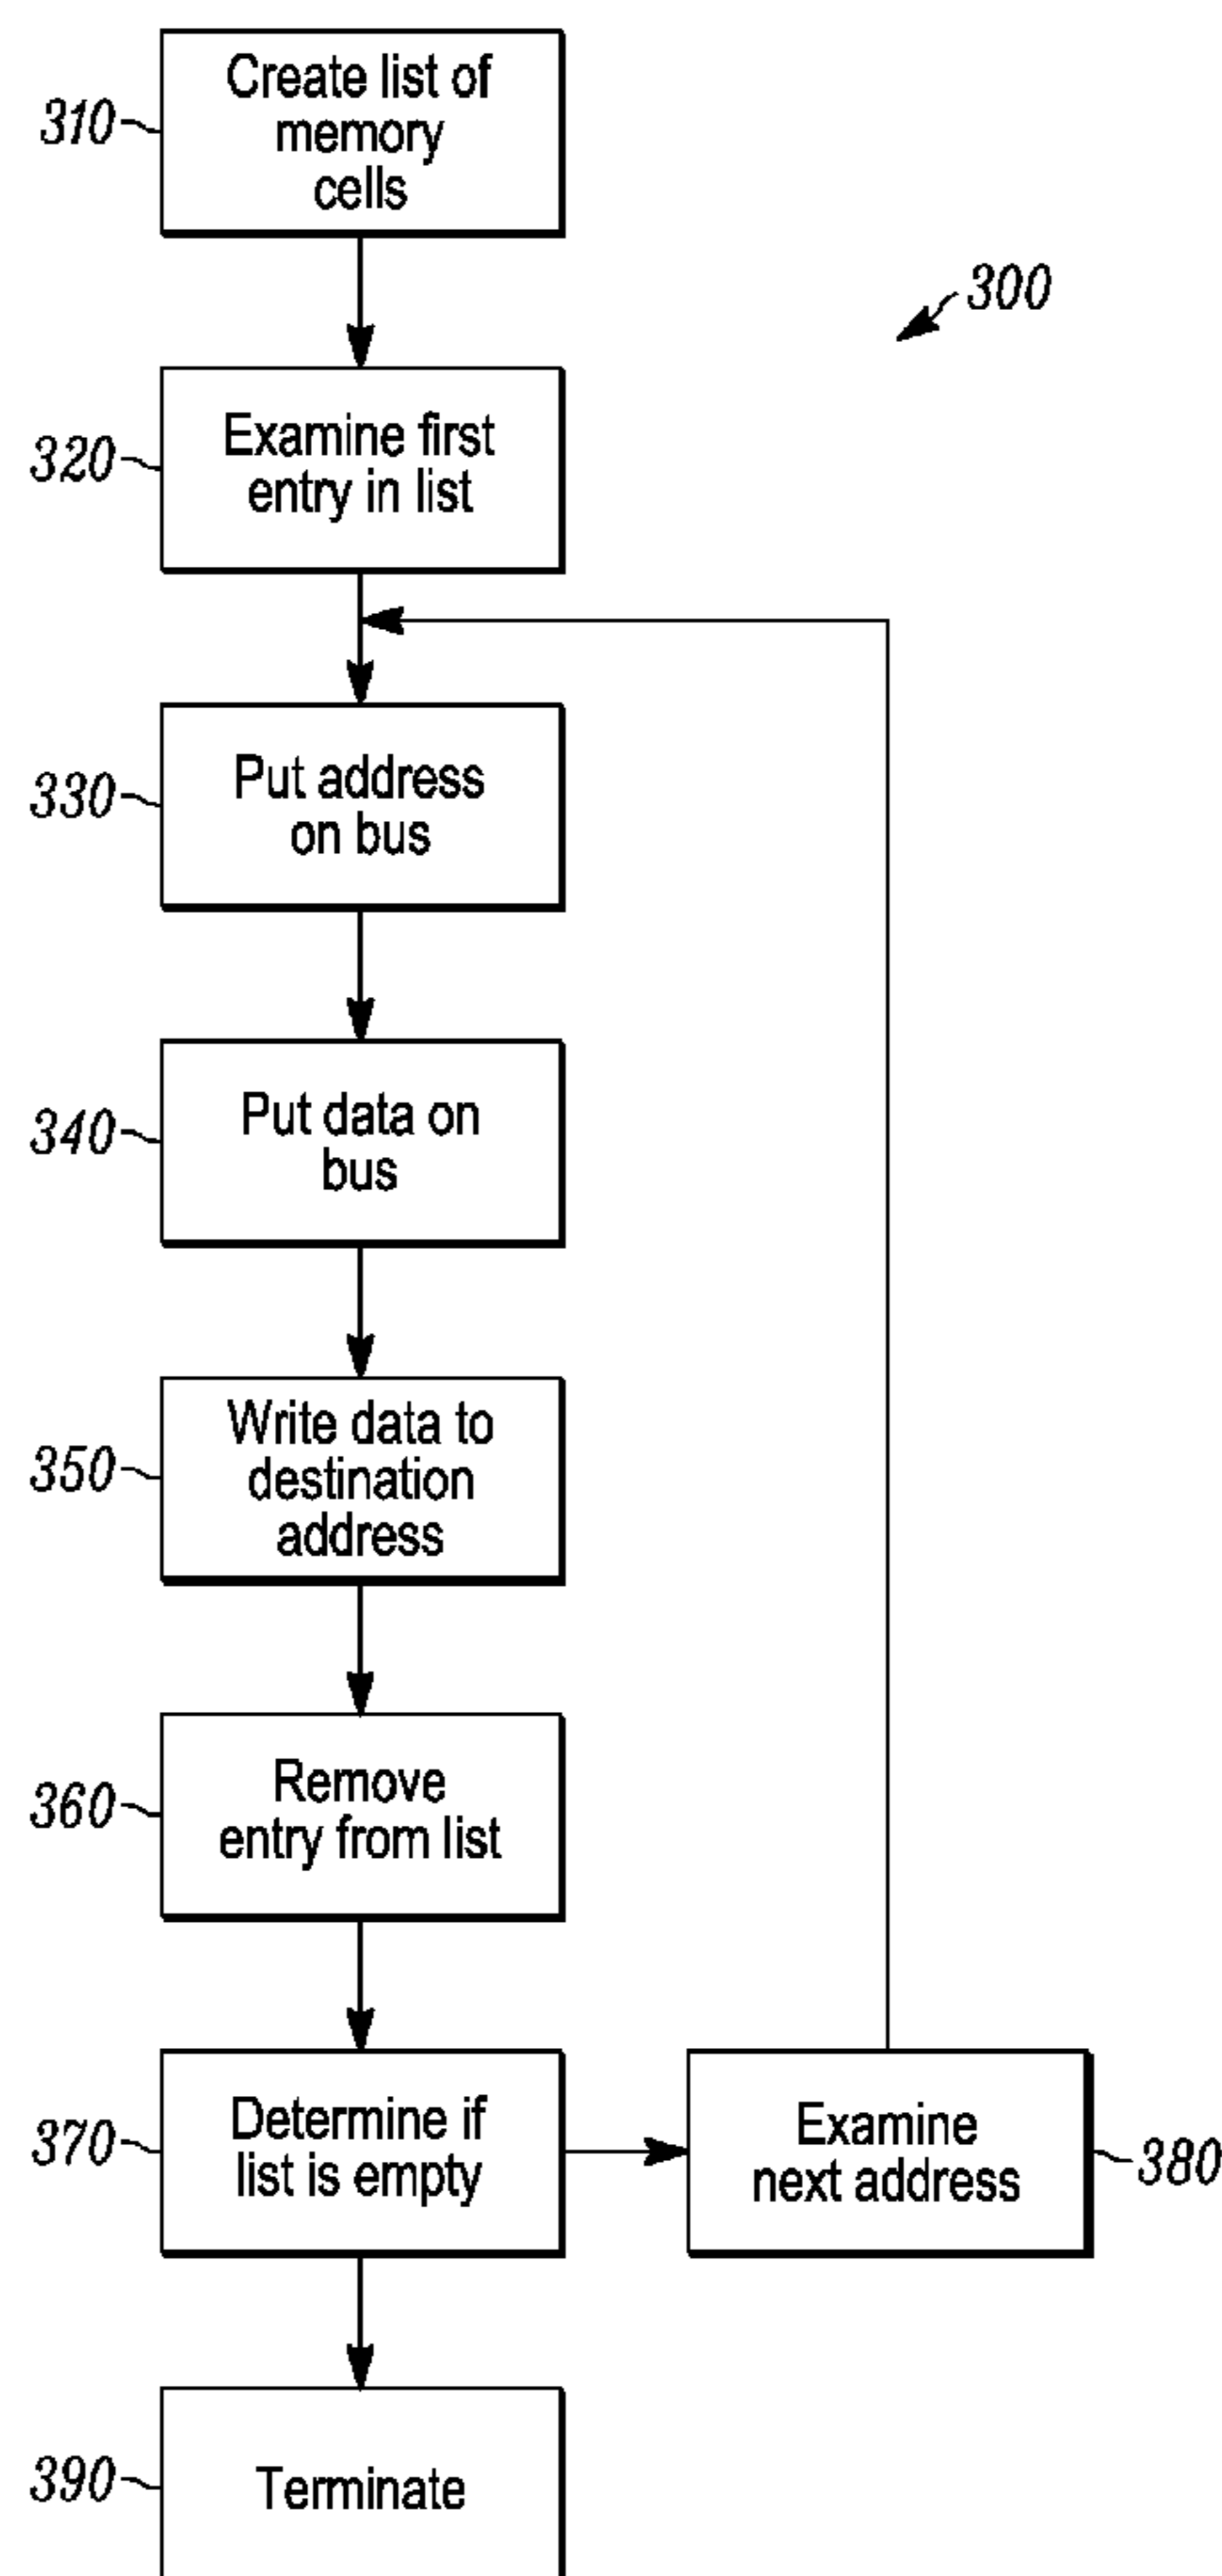 310
Create list of
memory
cells
300
320
Examine first
entry in list
330
Put address
on bus
340
Put data on
bus
350
Write data to
destination
address
360
Remove
entry from list
370
Determine if
list is empty
Examine
next address
380
390
Terminate